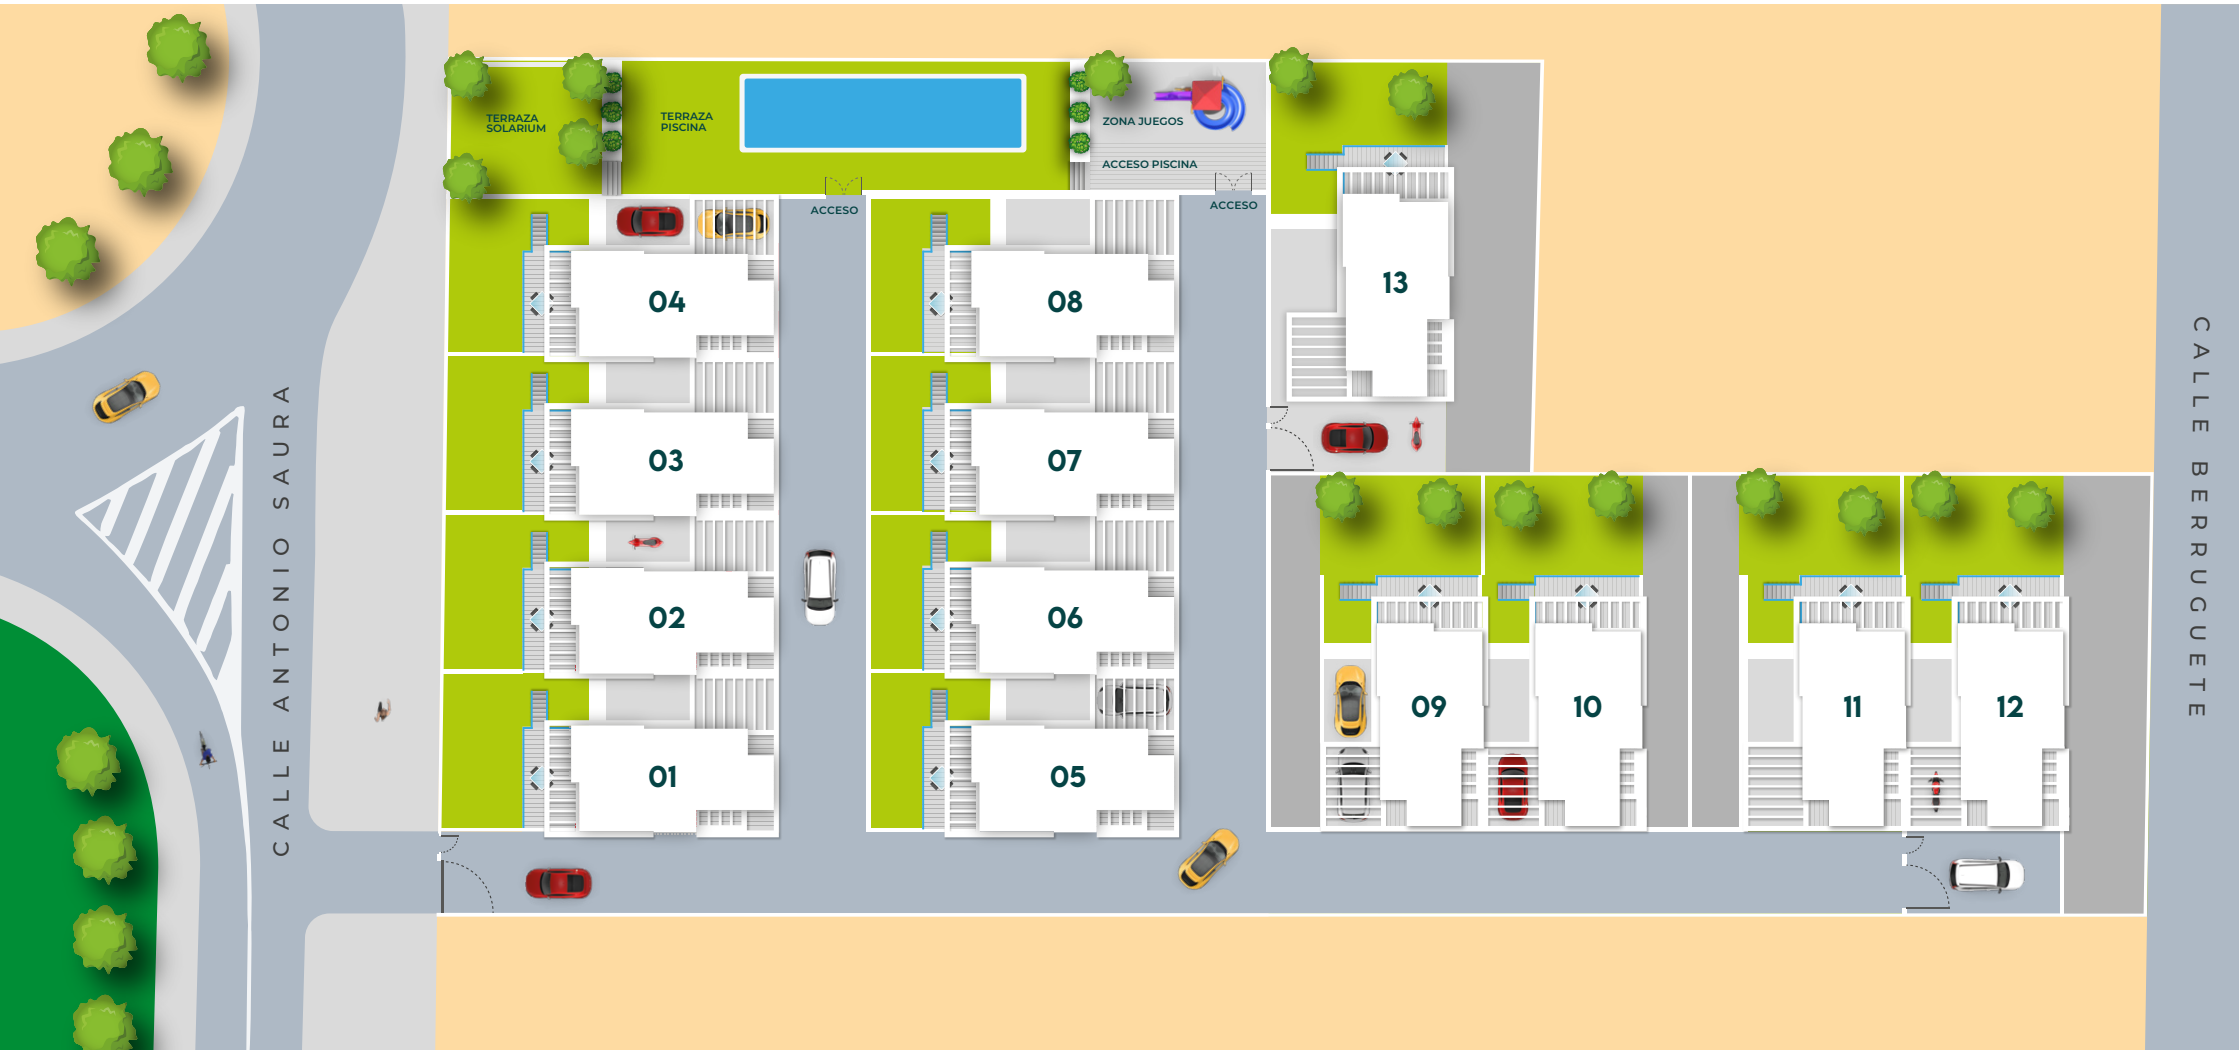 TERRAZA
SOLARIUM
TERRAZA
PISCINA
ZONA JUEGOS
ACCESO PISCINA
ACCESO
ACCESO
04
08
13
03
07
02
06
09
10
11
12
01
05
CALLE ANTONIO SAURA
CALLE BERRUGUETE